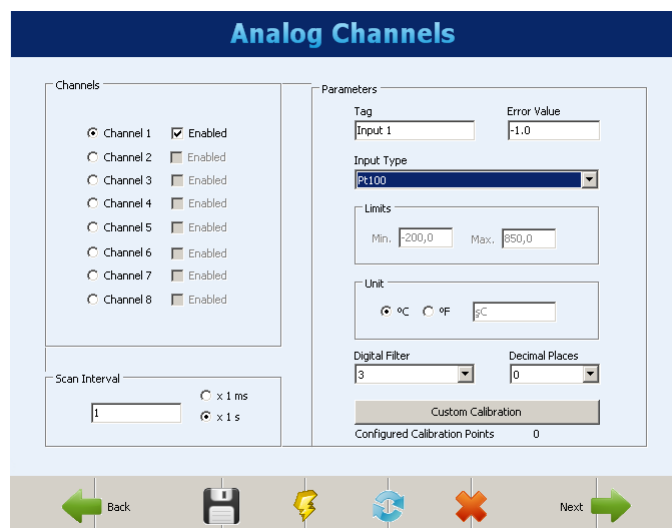 Analog Channels
Channels
Channel 1 Enabled
Channel 2 Enabled
Channel 3 Enabled
Channel 4 Enabled
Channel 5 Enabled
Channel 6 Enabled
Channel 7 Enabled
Channel 8 Enabled
Scan Interval
x 1 ms
1
x 1 s
Parameters
Tag Error Value
Input 1 -1.0
Input Type
Pt100
Limits
Min. -200,0 Max. 850,0
Unit
ºC ºF şC
Digital Filter Decimal Places
3 0
Custom Calibration
Configured Calibration Points 0
Back Next